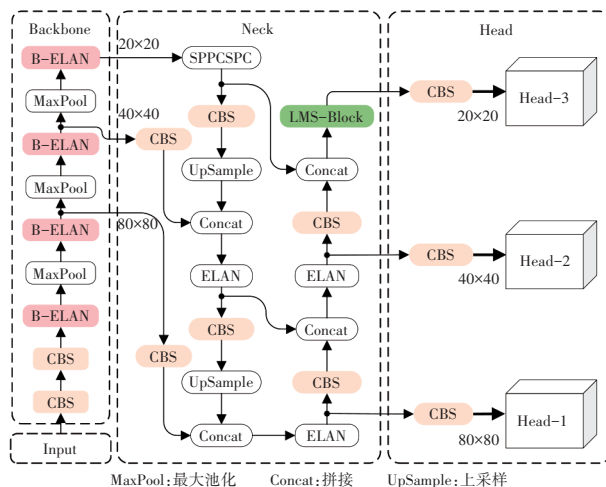 Backbone
Neck
Head
B-ELAN
20×20
SPPCSPC
CBS
20×20
Head-3
MaxPool
40×40
CBS
LMS-Block
B-ELAN
CBS
UpSample
Concat
MaxPool
80×80
B-ELAN
Concat
CBS
CBS
40×40
Head-2
MaxPool
ELAN
ELAN
B-ELAN
CBS
Concat
CBS
CBS
UpSample
CBS
CBS
Concat
ELAN
CBS
80×80
Head-1
Input
MaxPool:最大池化 Concat:拼接 UpSample:上采样